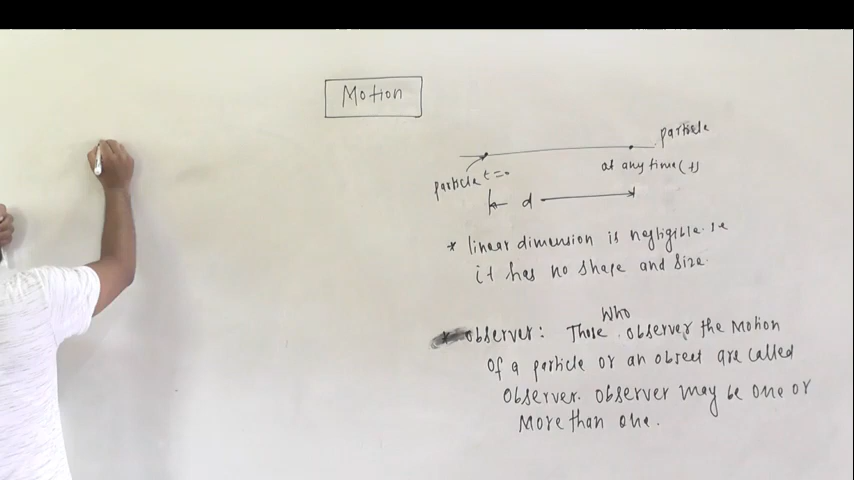 Motion
particle
particle t=0
at any time (t)
d
* linear dimension is negligible. i.e
it has no shape and size.
Who
* Observer: Those observer the Motion
of a particle or an object are called
observer. observer may be one or
More than one.